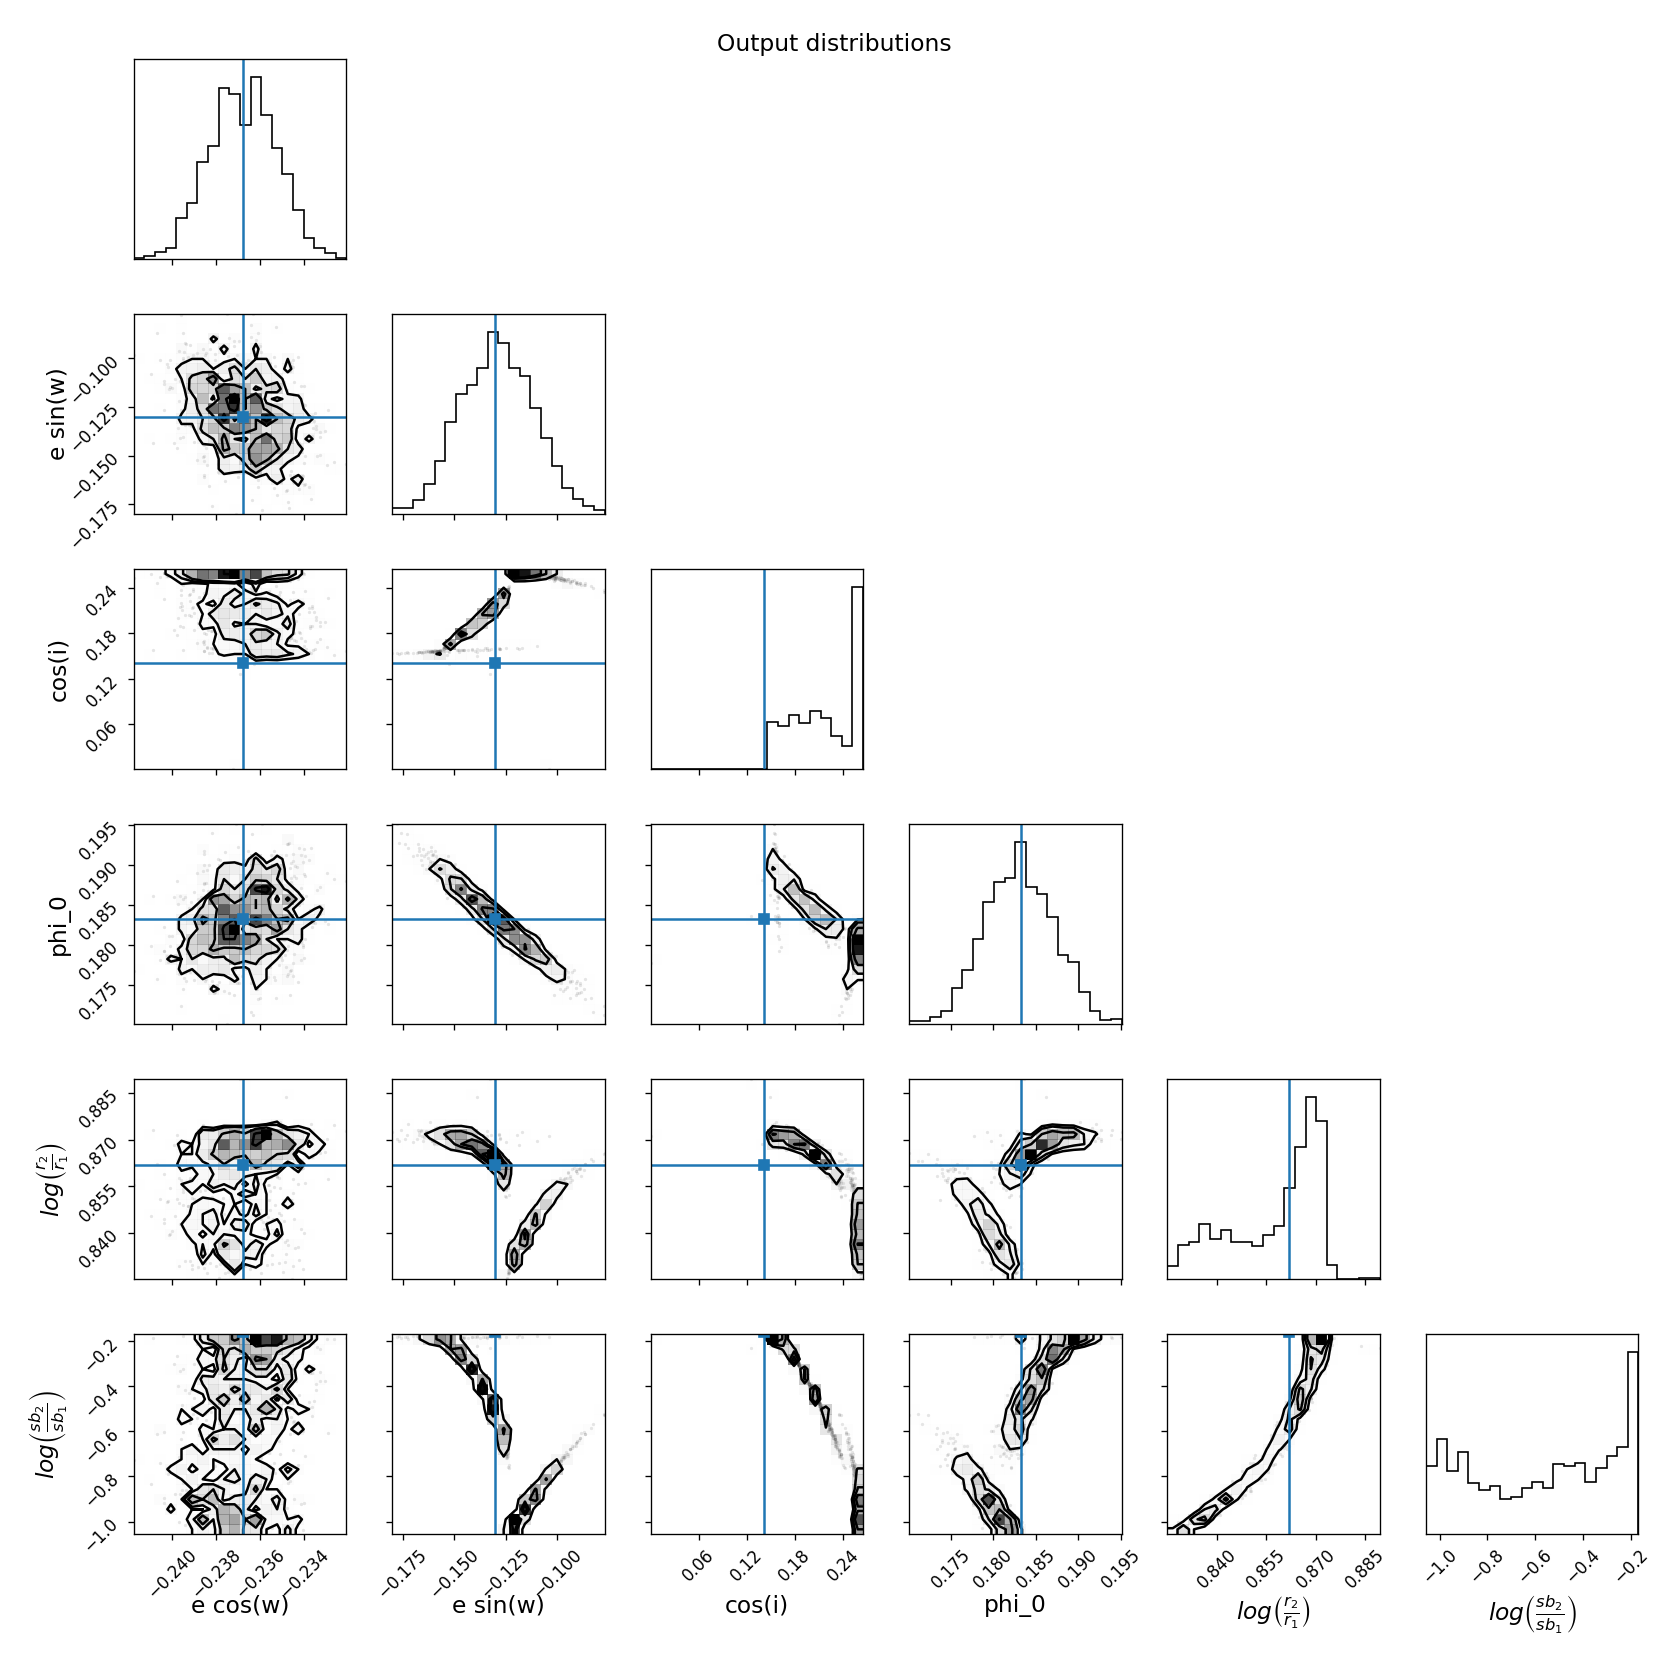 Output distributions
e sin(w)
−0.100
−0.125
−0.150
−0.175
cos(i)
0.24
0.18
0.12
0.06
phi_0
0.195
0.190
0.185
0.180
0.175
log(r₂/r₁)
0.885
0.870
0.855
0.840
log(sb₂/sb₁)
−0.2
−0.4
−0.6
−0.8
−1.0
−0.240 −0.238 −0.236 −0.234
e cos(w)
−0.175 −0.150 −0.125 −0.100
e sin(w)
0.06 0.12 0.18 0.24
cos(i)
0.175 0.180 0.185 0.190 0.195
phi_0
0.840 0.855 0.870 0.885
log(r₂/r₁)
−1.0 −0.8 −0.6 −0.4 −0.2
log(sb₂/sb₁)